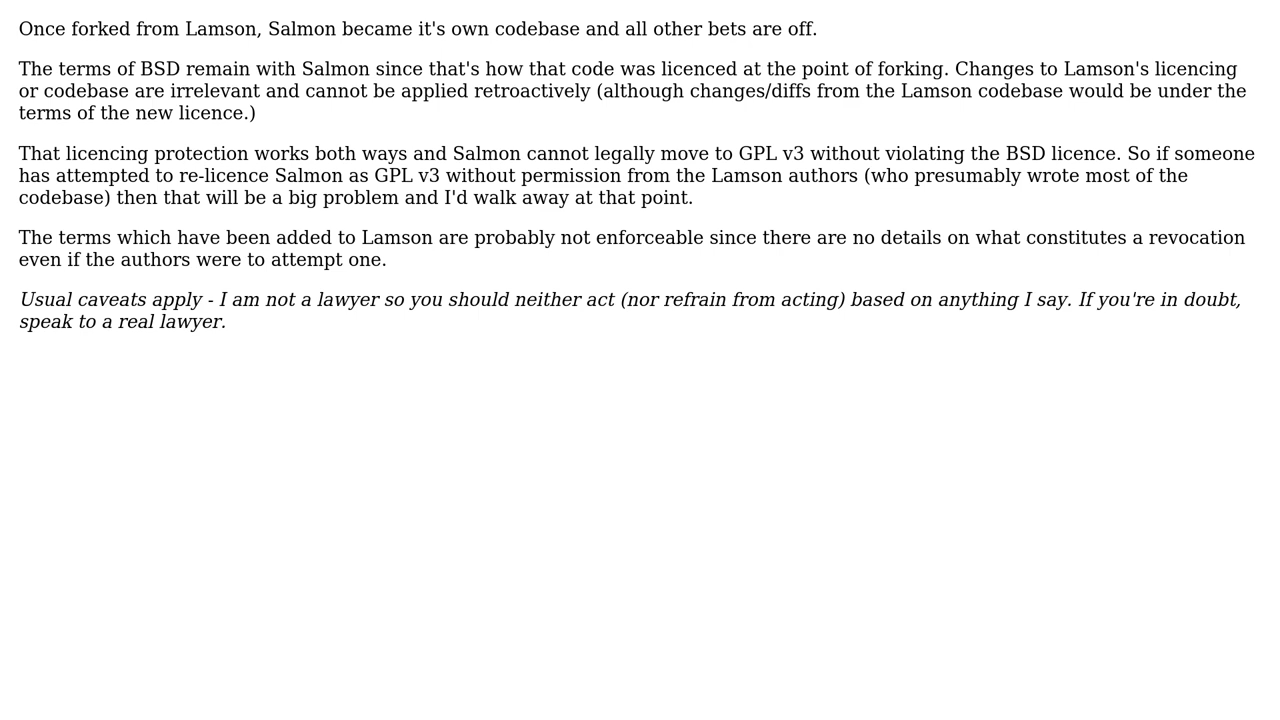 Once forked from Lamson, Salmon became it's own codebase and all other bets are off.
The terms of BSD remain with Salmon since that's how that code was licenced at the point of forking. Changes to Lamson's licencing
or codebase are irrelevant and cannot be applied retroactively (although changes/diffs from the Lamson codebase would be under the
terms of the new licence.)
That licencing protection works both ways and Salmon cannot legally move to GPL v3 without violating the BSD licence. So if someone
has attempted to re-licence Salmon as GPL v3 without permission from the Lamson authors (who presumably wrote most of the
codebase) then that will be a big problem and I'd walk away at that point.
The terms which have been added to Lamson are probably not enforceable since there are no details on what constitutes a revocation
even if the authors were to attempt one.
Usual caveats apply - I am not a lawyer so you should neither act (nor refrain from acting) based on anything I say. If you're in doubt,
speak to a real lawyer.